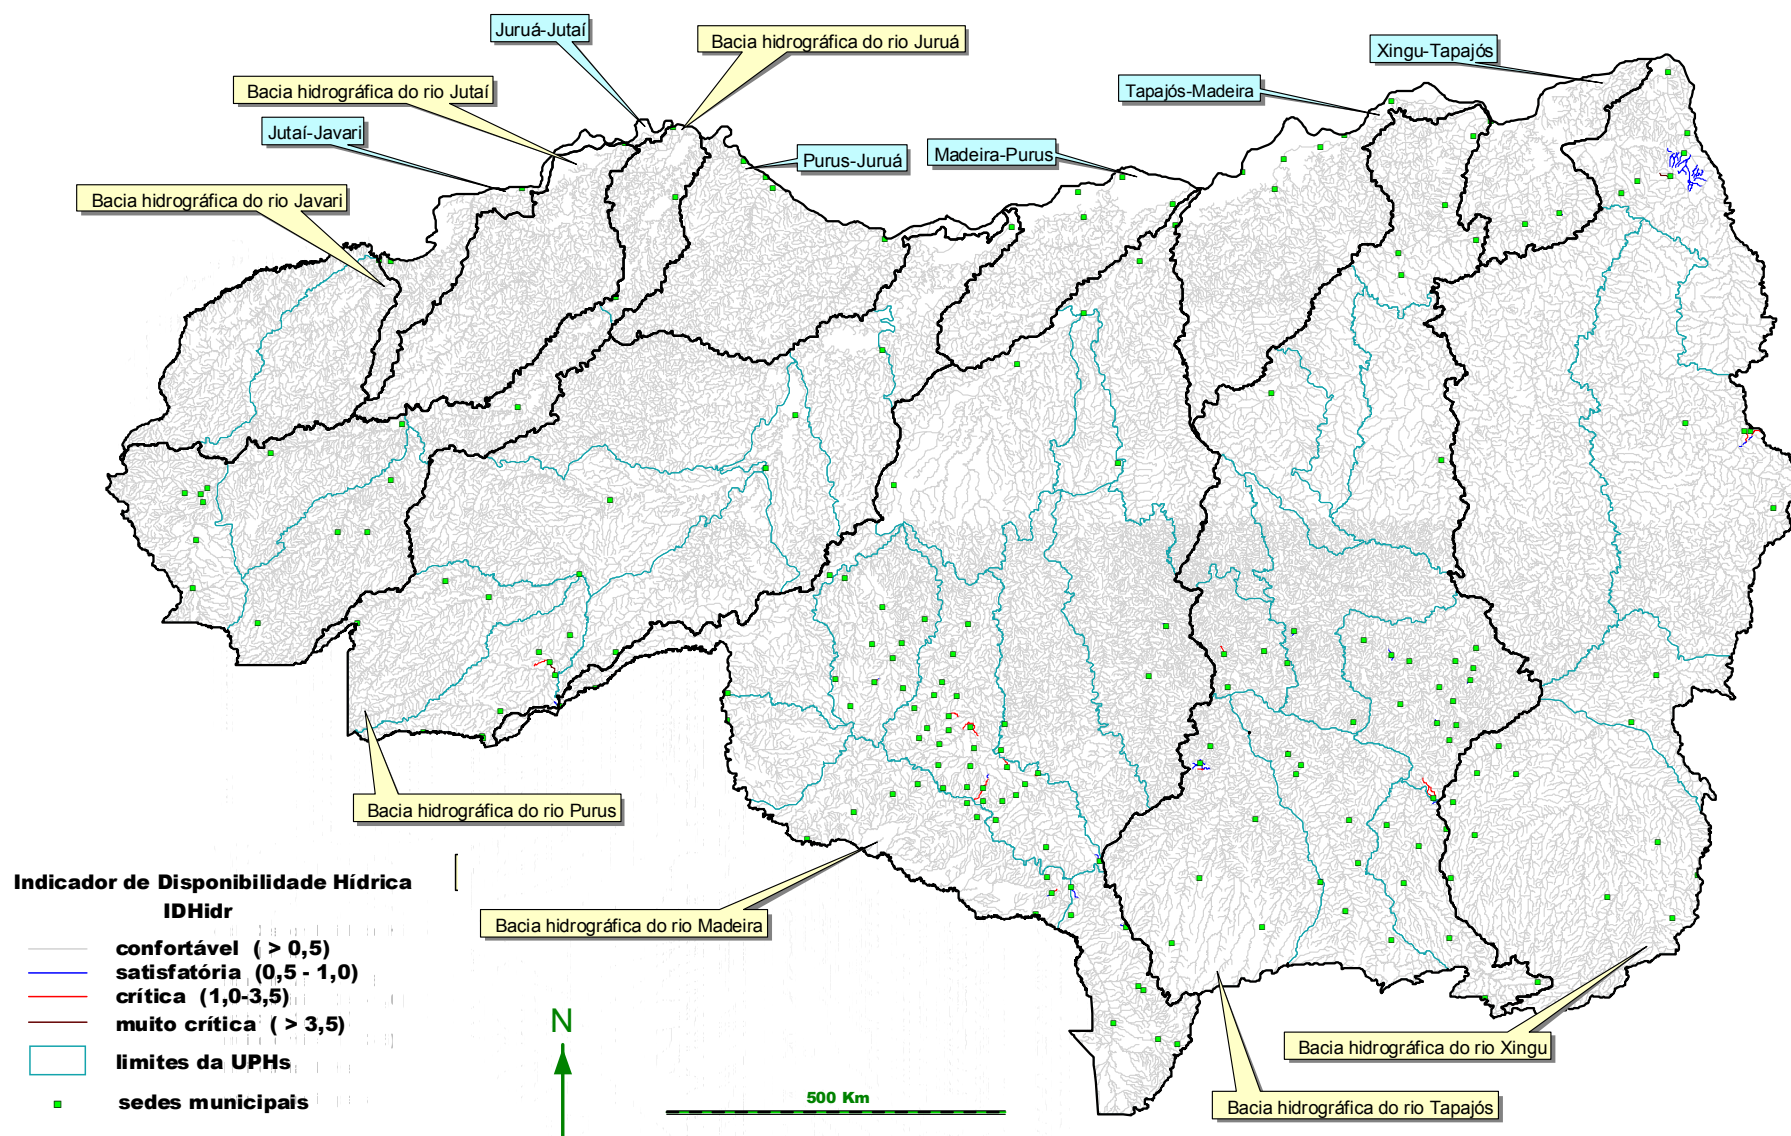 Juruá-Jutaí
Bacia hidrográfica do rio Juruá
Xingu-Tapajós
Bacia hidrográfica do rio Jutaí
Tapajós-Madeira
Jutaí-Javari
Purus-Juruá
Madeira-Purus
Bacia hidrográfica do rio Javari
Bacia hidrográfica do rio Purus
Bacia hidrográfica do rio Madeira
Bacia hidrográfica do rio Xingu
Bacia hidrográfica do rio Tapajós
Indicador de Disponibilidade Hídrica
IDHidr
confortável ( > 0,5)
satisfatória (0,5 - 1,0)
crítica (1,0-3,5)
muito crítica ( > 3,5)
limites da UPHs
sedes municipais
N
500 Km